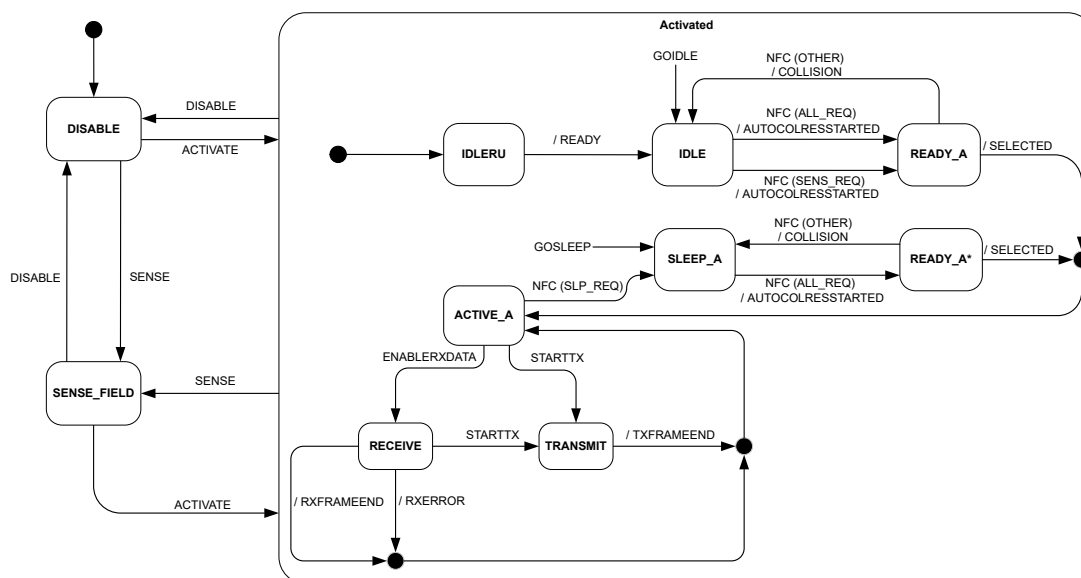 Activated
GOIDLE
NFC (OTHER)
/ COLLISION
DISABLE
DISABLE
ACTIVATE
IDLERU
/ READY
IDLE
NFC (ALL_REQ)
/ AUTOCOLRESSTARTED
READY_A
/ SELECTED
NFC (SENS_REQ)
/ AUTOCOLRESSTARTED
NFC (OTHER)
/ COLLISION
GOSLEEP
SLEEP_A
READY_A*
/ SELECTED
DISABLE
SENSE
NFC (SLP_REQ)
NFC (ALL_REQ)
/ AUTOCOLRESSTARTED
ACTIVE_A
ENABLERXDATA
STARTTX
SENSE_FIELD
SENSE
RECEIVE
STARTTX
TRANSMIT
/ TXFRAMEEND
/ RXFRAMEEND
/ RXERROR
ACTIVATE